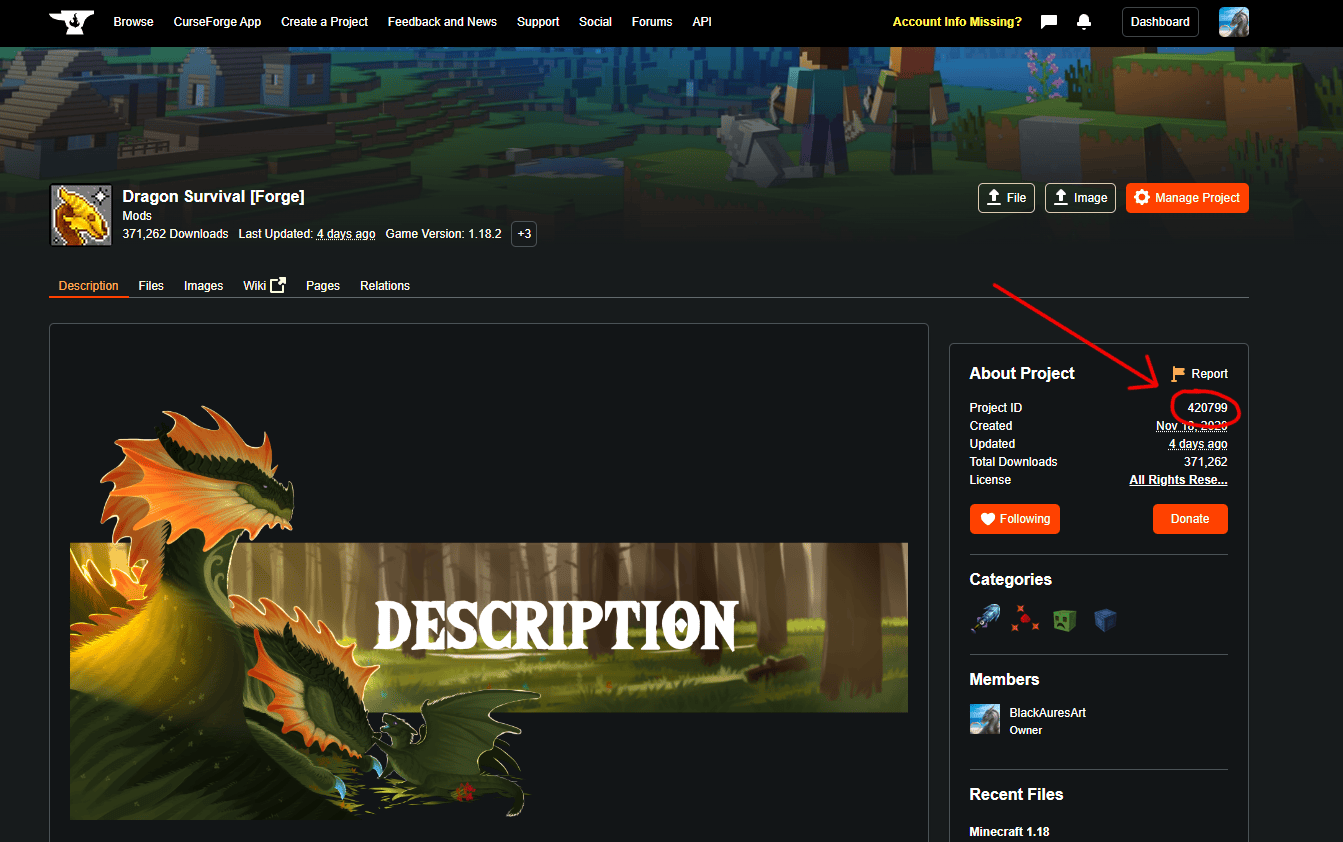 Browse CurseForge App Create a Project Feedback and News Support Social Forums API Account Info Missing? Dashboard
Dragon Survival [Forge]
Mods
371,262 Downloads Last Updated: 4 days ago Game Version: 1.18.2 +3
File Image Manage Project
Description Files Images Wiki Pages Relations
DESCRIPTION
About Project Report
Project ID 420799
Created Nov 18, 2020
Updated 4 days ago
Total Downloads 371,262
License All Rights Rese...
Following Donate
Categories
Members
BlackAuresArt
Owner
Recent Files
Minecraft 1.18